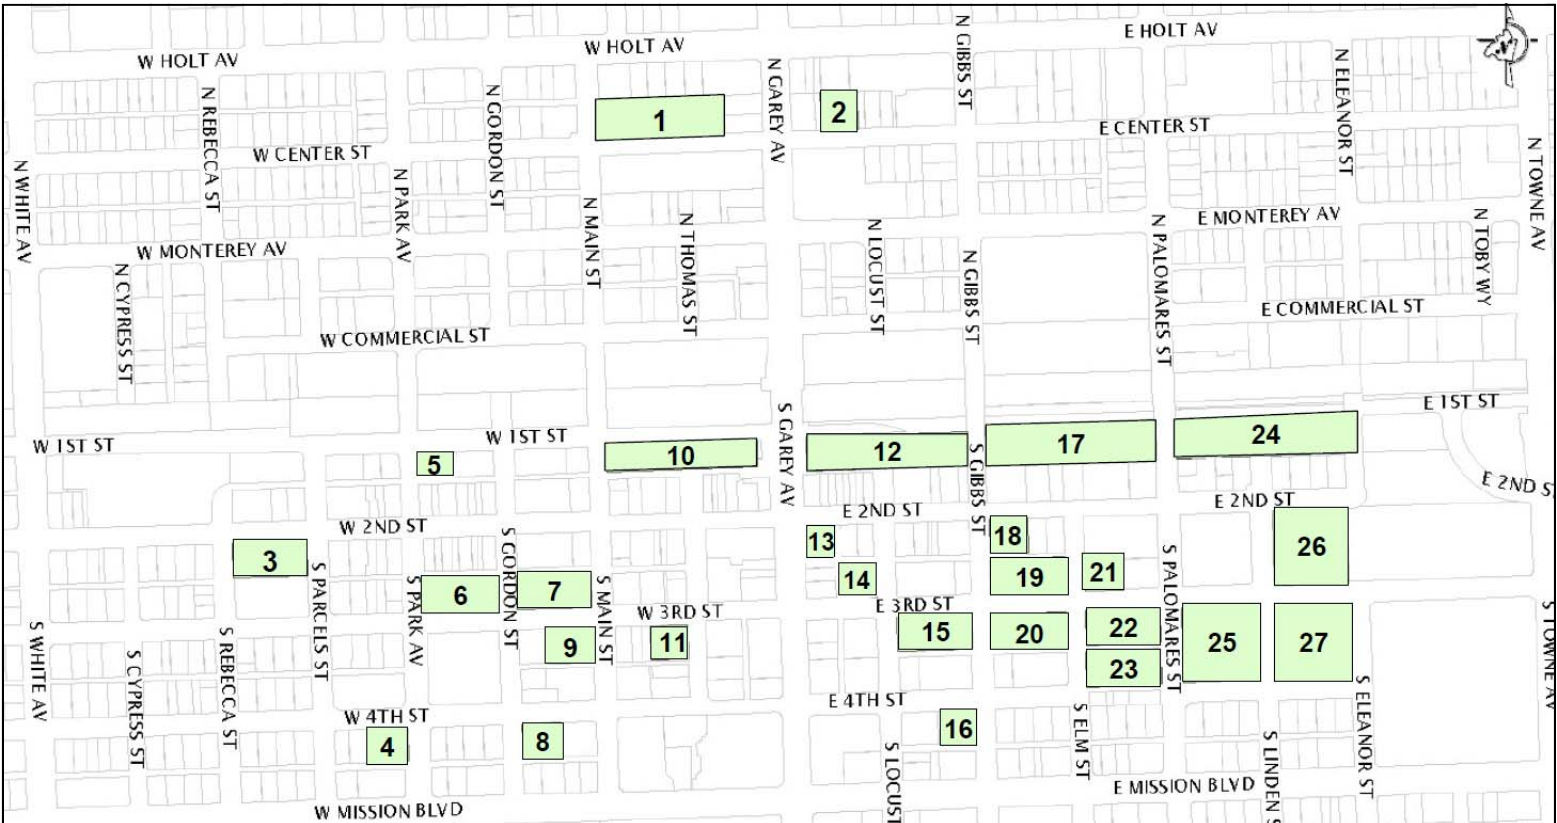 E HOLT AV
W HOLT AV
W HOLT AV
N GIBBS ST
N ELEANOR ST
N GAREY AV
N REBECCA ST
N GORDON ST
1
2
E CENTER ST
W CENTER ST
N WHITE AV
N PARK AV
N TOWNE AV
N MAIN ST
N THOMAS ST
N LOCUST ST
N PALOMARES ST
E MONTEREY AV
N TOBY WY
W MONTEREY AV
N CYPRESS ST
N GIBBS ST
E COMMERCIAL ST
W COMMERCIAL ST
E 1ST ST
W 1ST ST
W 1ST ST
S GAREY AV
5
10
12
17
24
S GIBBS ST
E 2ND S
E 2ND ST
E 2ND ST
W 2ND ST
3
S PARCELS ST
S PARK AV
6
S GORDON ST
7
S MAIN ST
13
14
18
19
21
S PALOMARES ST
26
W 3RD ST
E 3RD ST
9
11
15
20
22
23
25
27
S WHITE AV
S CYPRESS ST
S REBECCA ST
S TOWNE AV
W 4TH ST
E 4TH ST
4
8
16
S LOCUST
S ELM ST
S LINDEN S
S ELEANOR ST
E MISSION BLVD
W MISSION BLVD